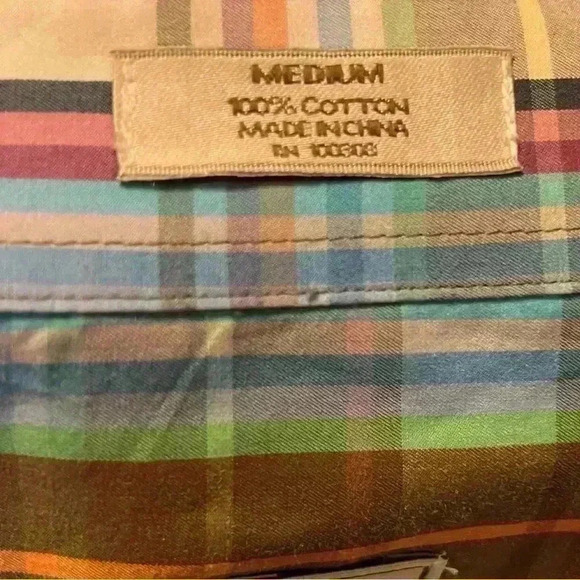 MEDIUM
100% COTTON
MADE IN CHINA
RN 100303